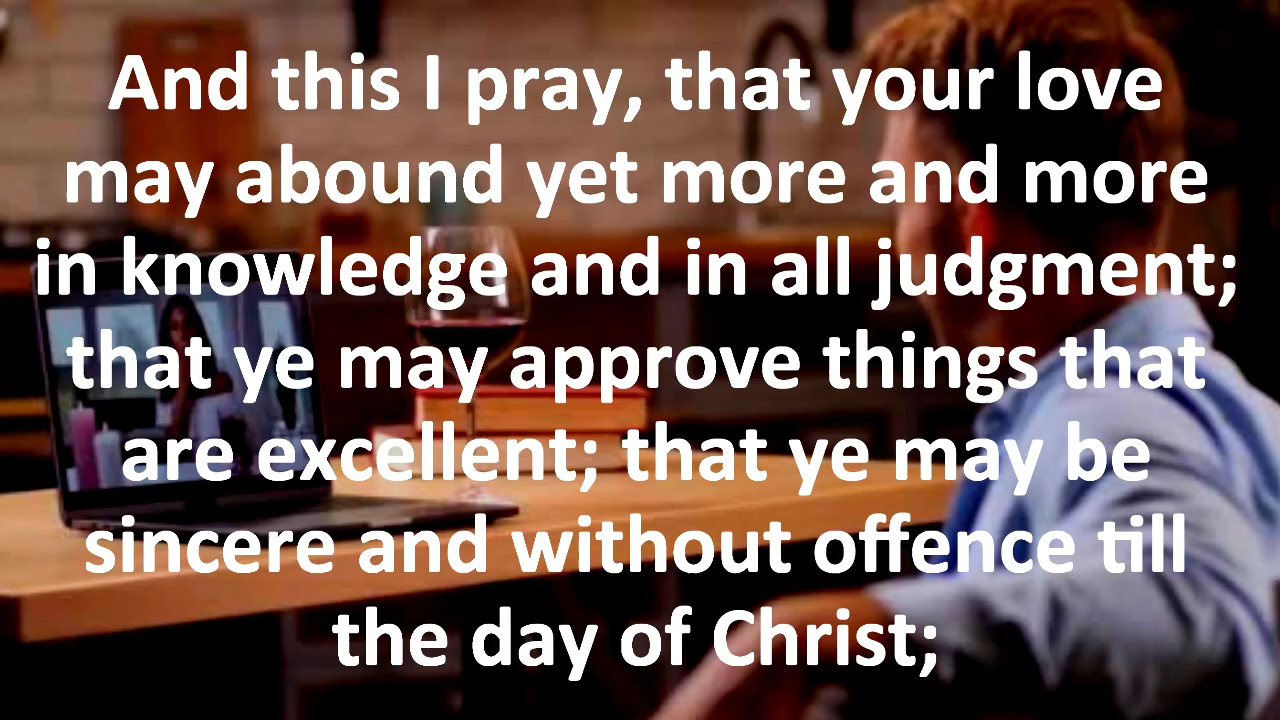 And this I pray, that your love
may abound yet more and more
in knowledge and in all judgment;
that ye may approve things that
are excellent; that ye may be
sincere and without offence till
the day of Christ;